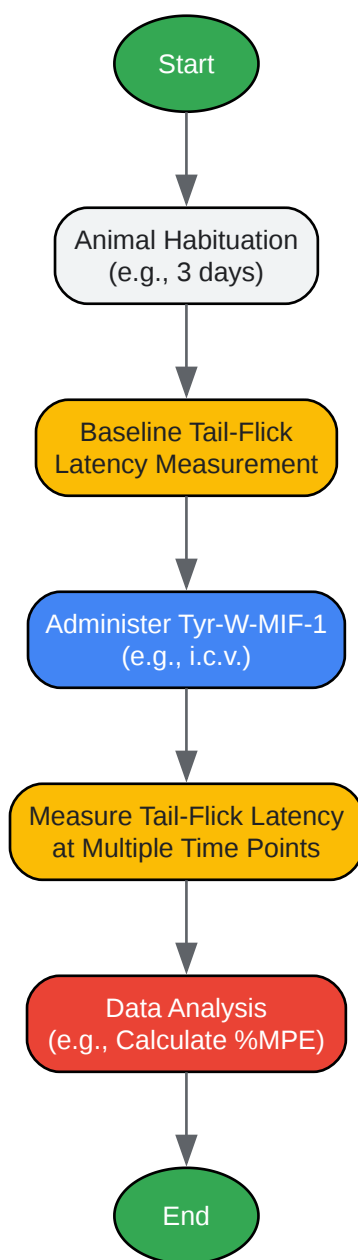 Start
Animal Habituation
(e.g., 3 days)
Baseline Tail-Flick
Latency Measurement
Administer Tyr-W-MIF-1
(e.g., i.c.v.)
Measure Tail-Flick Latency
at Multiple Time Points
Data Analysis
(e.g., Calculate %MPE)
End